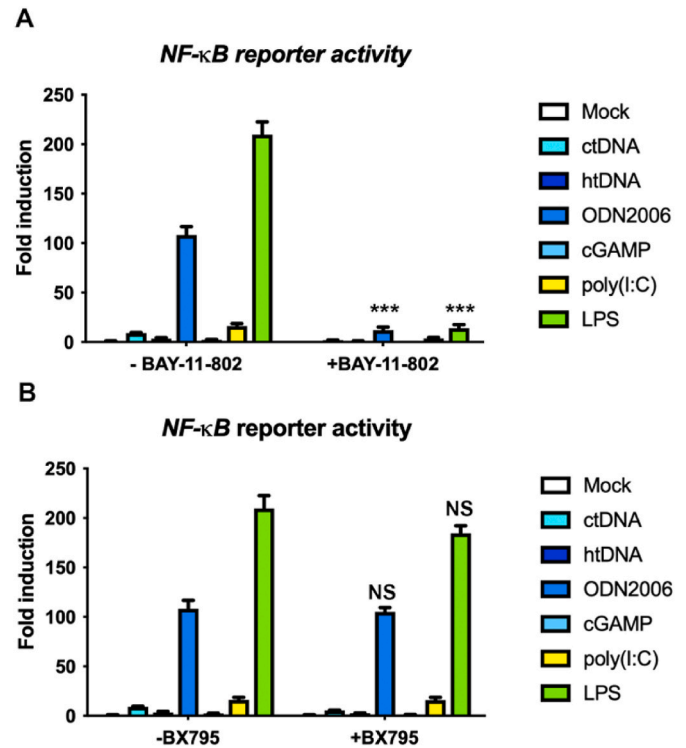 A
NF-κB reporter activity
Fold induction
250
200
150
100
50
0
*** ***
- BAY-11-802 +BAY-11-802
Mock
ctDNA
htDNA
ODN2006
cGAMP
poly(I:C)
LPS
B
NF-κB reporter activity
Fold induction
250
200
150
100
50
0
NS
NS
-BX795 +BX795
Mock
ctDNA
htDNA
ODN2006
cGAMP
poly(I:C)
LPS